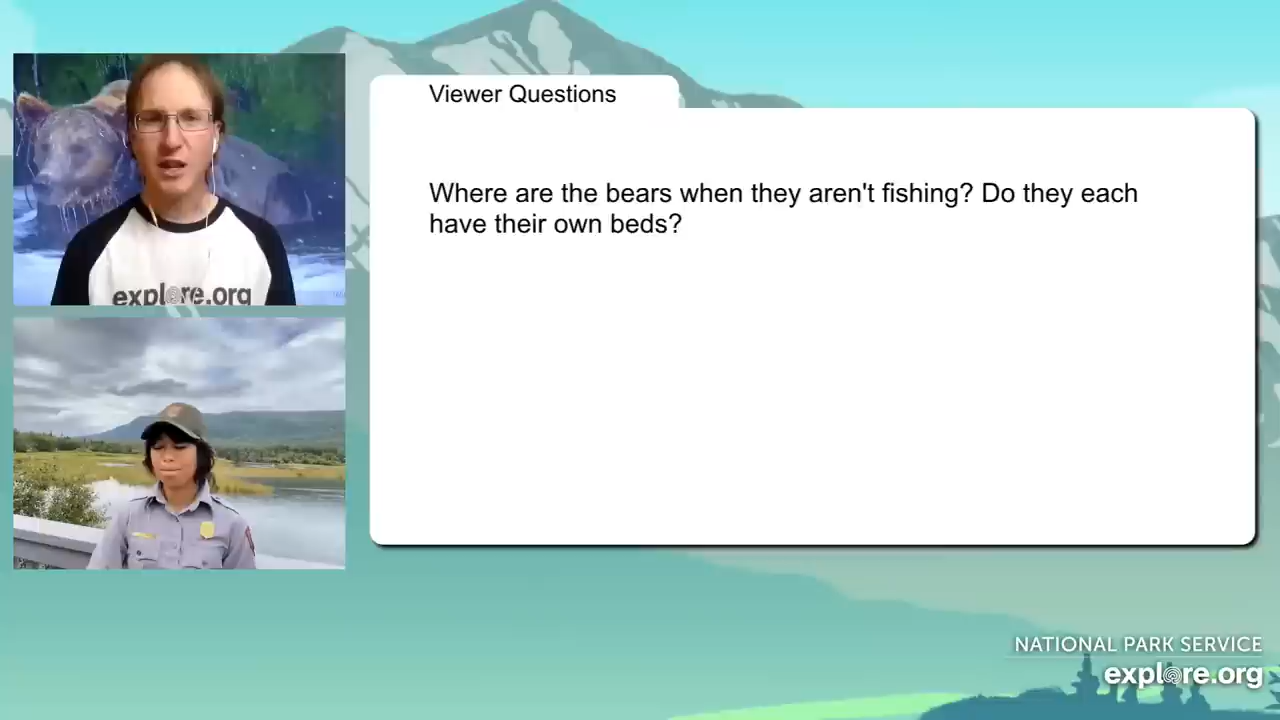 Viewer Questions
Where are the bears when they aren't fishing? Do they each
have their own beds?
explore.org
NATIONAL PARK SERVICE
explore.org